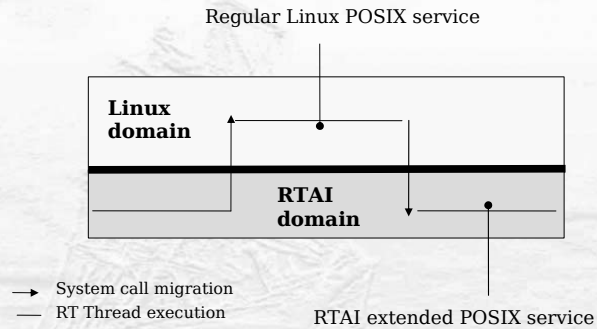 Regular Linux POSIX service
Linux
domain
RTAI
domain
System call migration
RT Thread execution
RTAI extended POSIX service